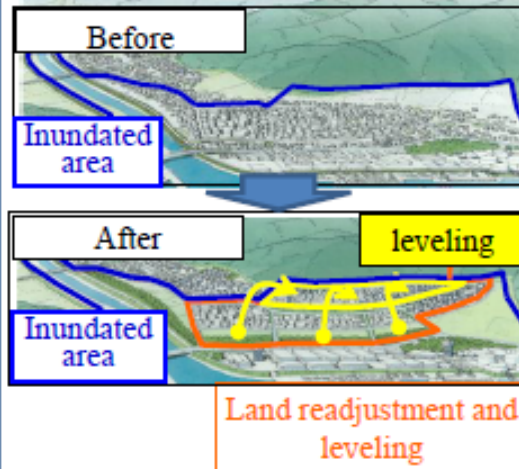 Before
Inundated
area
After
leveling
Inundated
area
Land readjustment and
leveling